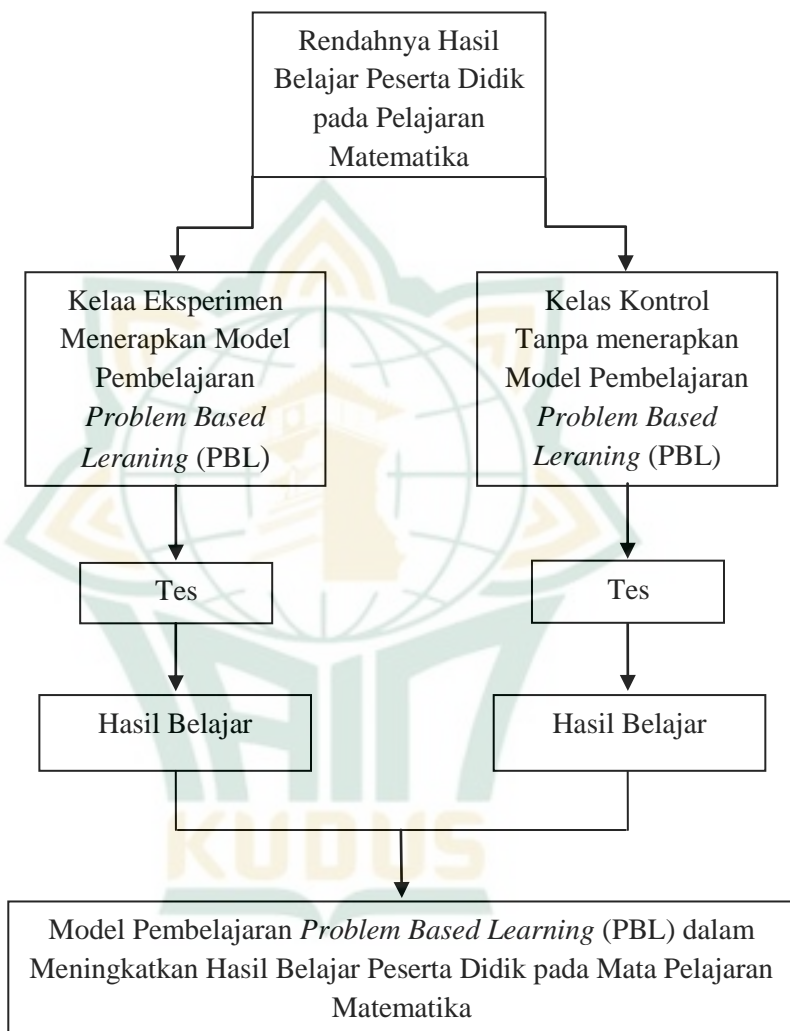 Rendahnya Hasil
Belajar Peserta Didik
pada Pelajaran
Matematika
Kelaa Eksperimen
Menerapkan Model
Pembelajaran
Problem Based
Leraning (PBL)
Kelas Kontrol
Tanpa menerapkan
Model Pembelajaran
Problem Based
Leraning (PBL)
Tes
Tes
Hasil Belajar
Hasil Belajar
IAIN
KUDUS
Model Pembelajaran Problem Based Learning (PBL) dalam
Meningkatkan Hasil Belajar Peserta Didik pada Mata Pelajaran
Matematika